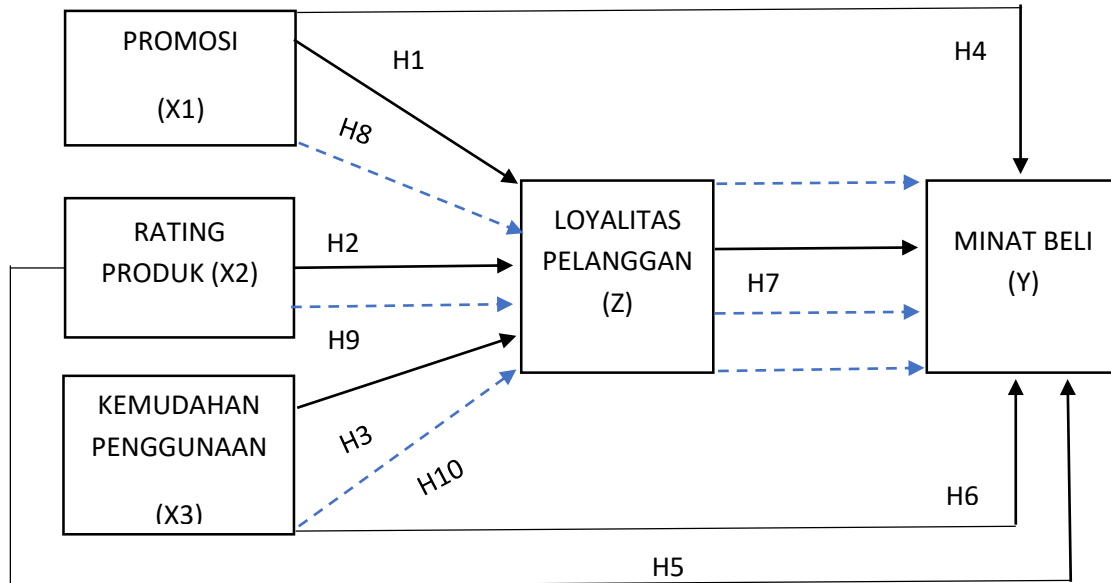 PROMOSI
(X1)
H1
H4
H8
RATING
PRODUK (X2)
H2
LOYALITAS
PELANGGAN
(Z)
MINAT BELI
(Y)
H7
H9
KEMUDAHAN
PENGGUNAAN
(X3)
H3
H10
H6
H5